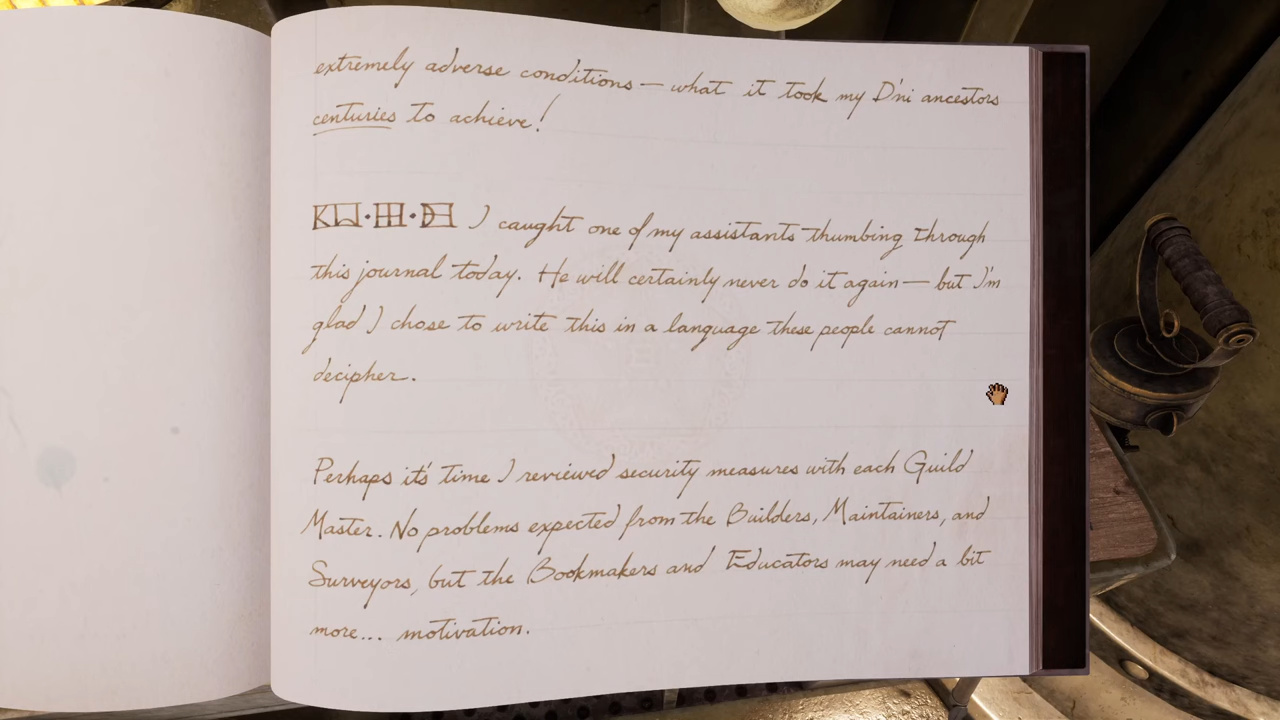 extremely adverse conditions — what it took my D'ni ancestors
centuries to achieve!
I caught one of my assistants thumbing through
this journal today. He will certainly never do it again — but I'm
glad I chose to write this in a language these people cannot
decipher.
Perhaps it's time I reviewed security measures with each Guild
Master. No problems expected from the Builders, Maintainers, and
Surveyors, but the Bookmakers and Educators may need a bit
more... motivation.